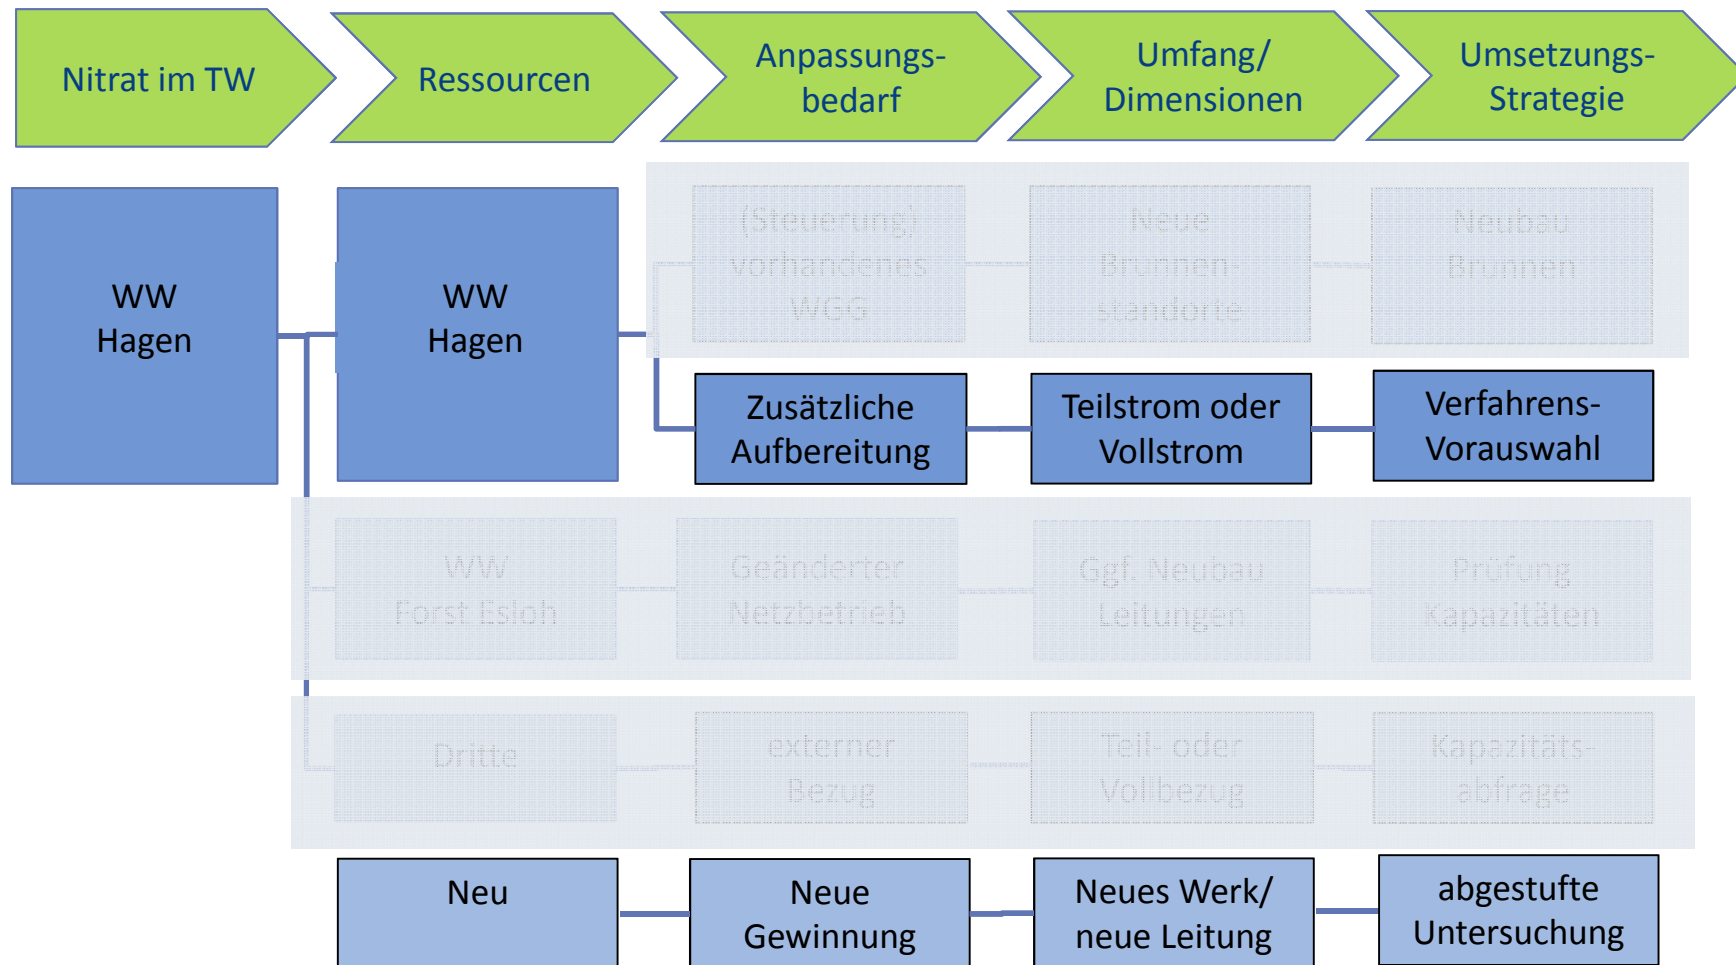 Nitrat im TW
Ressourcen
Anpassungs-
bedarf
Umfang/
Dimensionen
Umsetzungs-
Strategie
WW
Hagen
WW
Hagen
(Steuerung)
vorhandenes
WGG
Neue
Brunnen-
standorte
Neubau
Brunnen
Zusätzliche
Aufbereitung
Teilstrom oder
Vollstrom
Verfahrens-
Vorauswahl
WW
Forst Esloh
Geänderter
Netzbetrieb
Ggf. Neubau
Leitungen
Prüfung
Kapazitäten
Dritte
externer
Bezug
Teil- oder
Vollbezug
Kapazitäts-
abfrage
Neu
Neue
Gewinnung
Neues Werk/
neue Leitung
abgestufte
Untersuchung